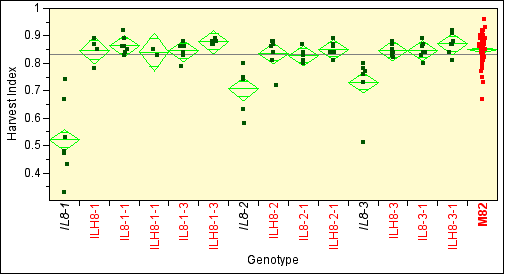 Harvest Index
1
0.9
0.8
0.7
0.6
0.5
0.4
IL8-1
ILH8-1
IL8-1-1
ILH8-1-1
IL8-1-3
ILH8-1-3
IL8-2
ILH8-2
IL8-2-1
ILH8-2-1
IL8-3
ILH8-3
IL8-3-1
ILH8-3-1
M82
Genotype